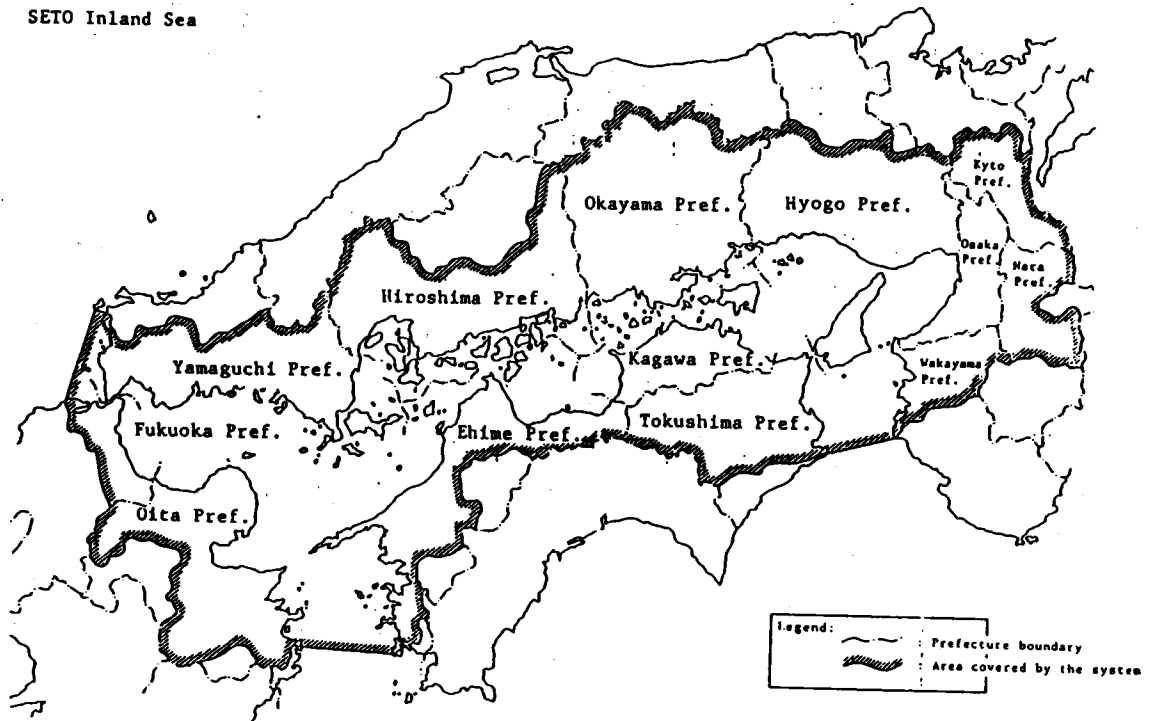 SETO Inland Sea
Kyto
Pref.
Okayama Pref.
Hyogo Pref.
Osaka
Pref.
Nara
Pref.
Hiroshima Pref.
Yamaguchi Pref.
Kagawa Pref.
Wakayama
Pref.
Fukuoka Pref.
Ehime Pref.
Tokushima Pref.
Oita Pref.
Legend:
: Prefecture boundary
: Area covered by the system